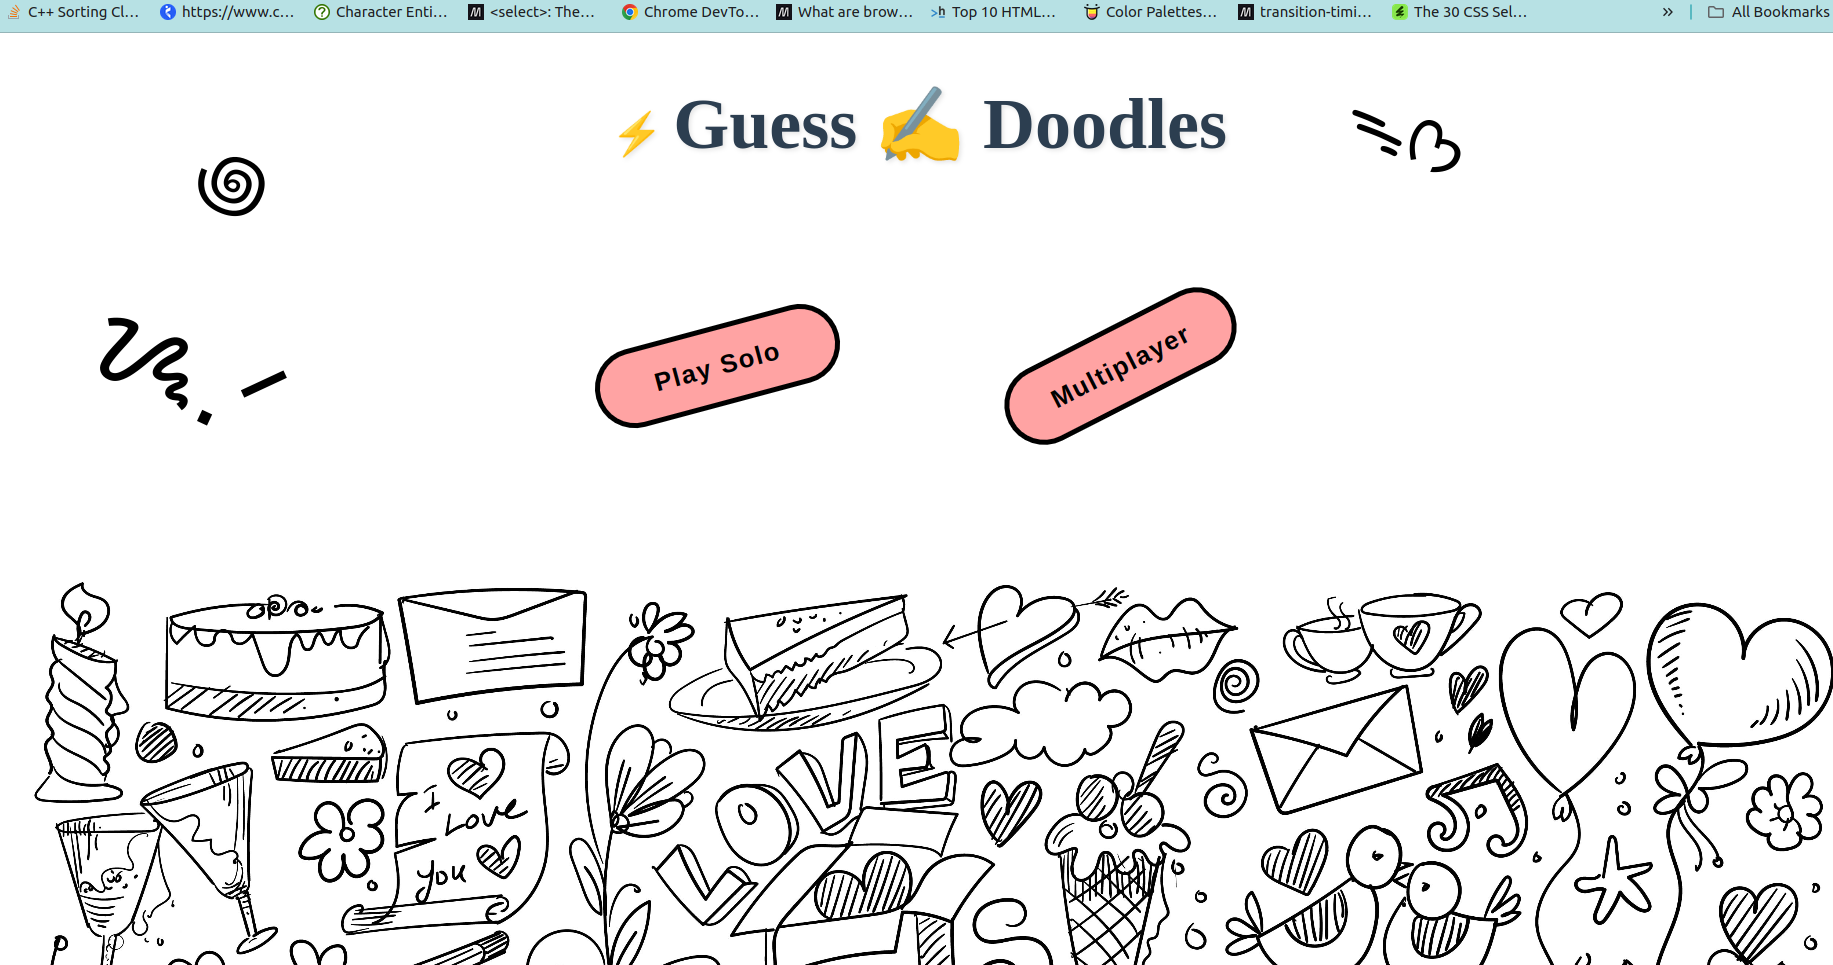 C++ Sorting Cl... https://www.c... Character Enti... <select>: The... Chrome DevTo... What are brow... Top 10 HTML... Color Palettes... transition-timi... The 30 CSS Sel... » All Bookmarks
⚡ Guess ✍ Doodles
Play Solo
Multiplayer
LOVE
I Love
you